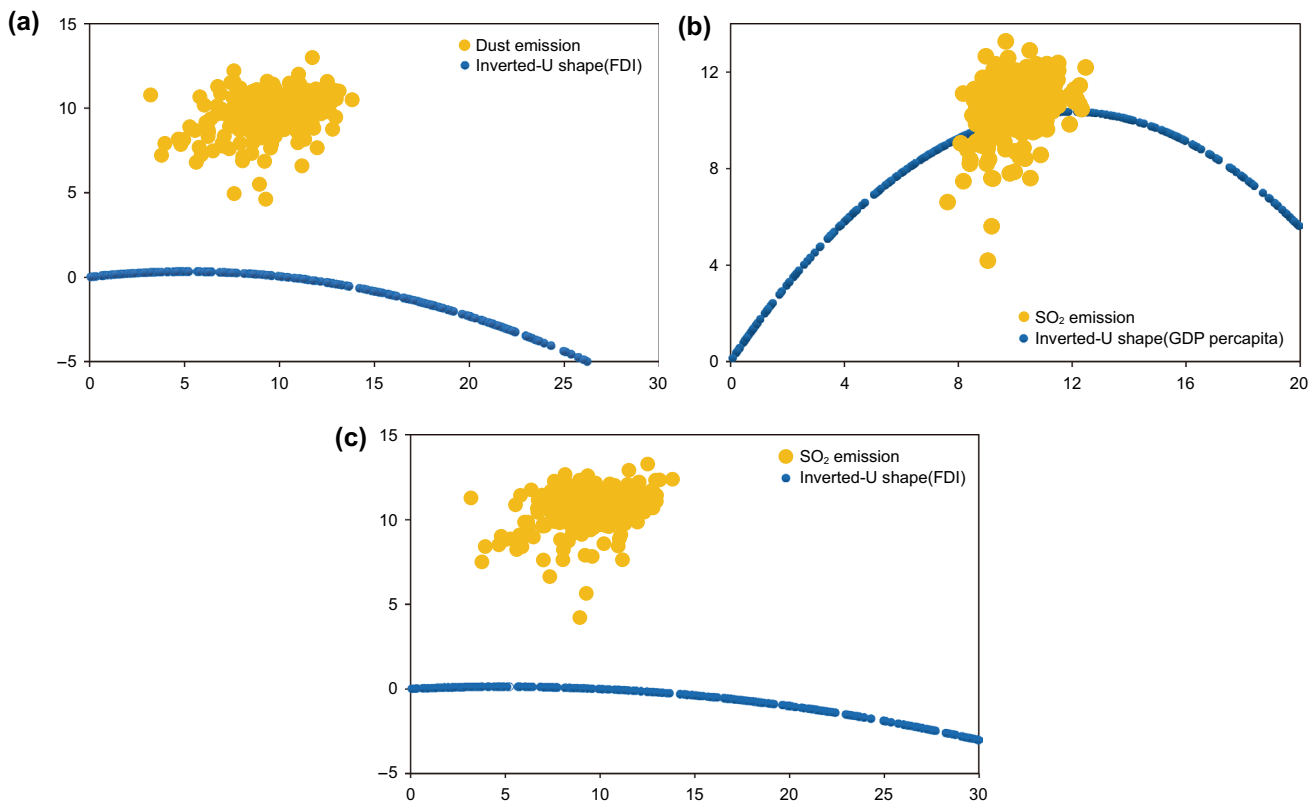 (a)
15
10
5
0
–5
0 5 10 15 20 25 30
Dust emission
Inverted-U shape(FDI)
(b)
12
8
4
0
0 4 8 12 16 20
SO₂ emission
Inverted-U shape(GDP percapita)
(c)
15
10
5
0
–5
0 5 10 15 20 25 30
SO₂ emission
Inverted-U shape(FDI)